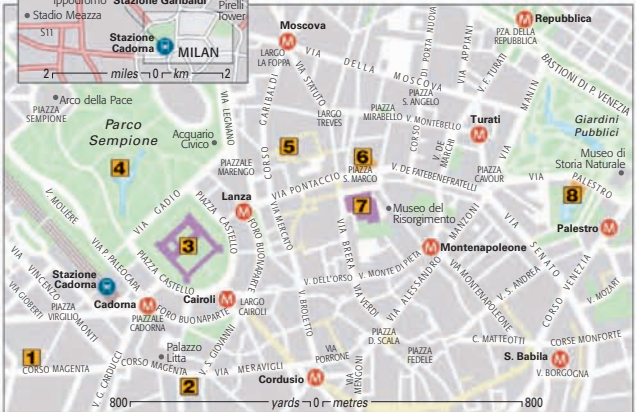 Ippodromo
Stazione Garibaldi
Pirelli
Tower
Stadio Meazza
S11
Stazione
Cadorna
MILAN
2
miles
0
km
2
Moscova
Repubblica
PZA. DELLA
REPUBBLICA
LARGO
LA FOPPA
VIA DELLA MOSCOVA
DI PORTA NUOVA
VIA APPIANI
V. F. TURATI
BASTIONI DI P. VENEZIA
VIA STATUTO
CORSO GARIBALDI
VIA LEGNANO
Arco della Pace
PIAZZA
SEMPIONE
Parco
Sempione
4
Acquario
Civico
PIAZZALE
MARENGO
LARGO
TREVES
PIAZZA
MIRABELLO
PIAZZA
S. ANGELO
V. MONTEBELLO
CORSO
V. DE MARCHI
Turati
VIA MANIN
Giardini
Pubblici
Museo di
Storia Naturale
5
6
PIAZZA
S. MARCO
V. DE FATEBENEFRATELLI
PIAZZA
CAVOUR
VIA PALESTRO
8
Palestro
VIA PONTACCIO
7
Museo del
Risorgimento
Lanza
VIA GADIO
PIAZZA CASTELLO
3
FORO BUONAPARTE
VIA MERCATO
VIA BRERA
MANZONI
Montenapoleone
VIA SENATO
V. MOLIERE
VIA P. PALEOCAPA
PIAZZA CASTELLO
V. DELL'ORSO
V. MONTE DI PIETA
VIA ALESSANDRO
VIA MONTENAPOLEONE
V. S. ANDREA
CORSO VENEZIA
V. MOZART
VIA VINCENZO MONTI
VIA GIOBERTI
Stazione
Cadorna
PIAZZA
VIRGILIO
Cadorna
PIAZZALE
CADORNA
FORO BUONAPARTE
Cairoli
LARGO
CAIROLI
V. BROLETTO
VIA VERDI
PIAZZA
D. SCALA
C. MATTEOTTI
CORSE MONFORTE
1
CORSO MAGENTA
V. G. CARDUCCI
Palazzo
Litta
CORSO MAGENTA
V. S. GIOVANNI
2
VIA MERAVIGLI
VIA
PORRONE
VIA MENGONI
PIAZZA
FEDELE
S. Babila
V. BORGOGNA
Cordusio
800
yards
0
metres
800